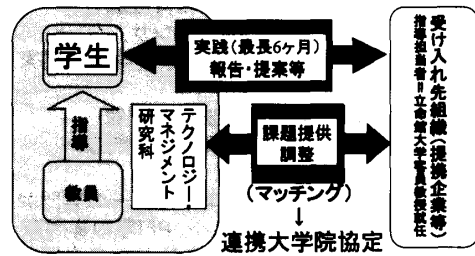 学生
実践(最長6ヶ月)
報告・提案等
指導
教員
テクノロジー・
マネジメント
研究科
課題提供
調整
(マッチング)
↓
連携大学院協定
受け入れ先組織(提携企業等)
指導担当者=立命館大学客員教授就任